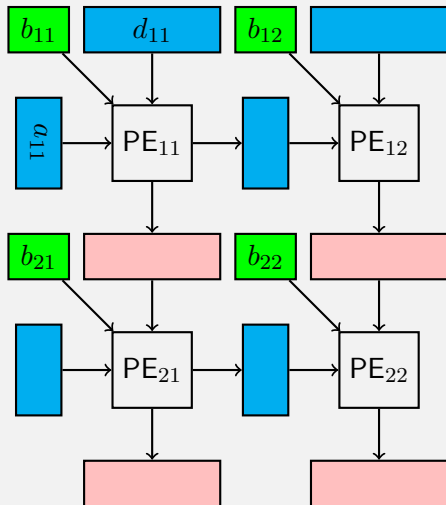 b₁₁ d₁₁ b₁₂
a₁₁ PE₁₁ PE₁₂
b₂₁ b₂₂
PE₂₁ PE₂₂